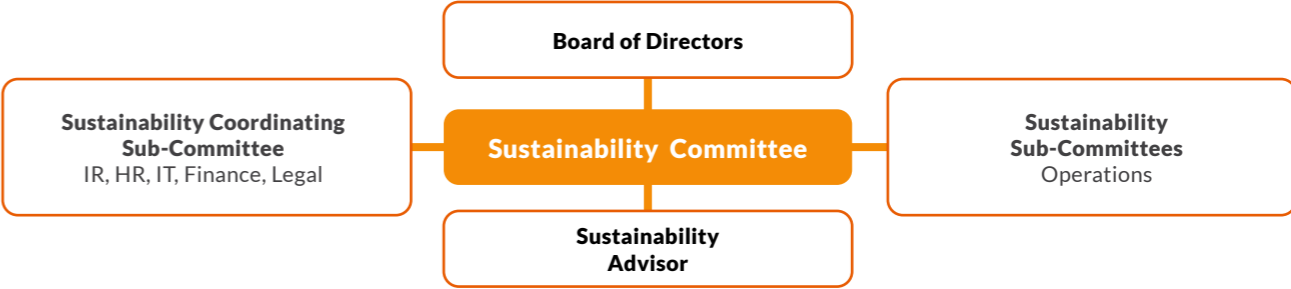 Board of Directors
Sustainability Coordinating
Sub-Committee
IR, HR, IT, Finance, Legal
Sustainability Committee
Sustainability
Sub-Committees
Operations
Sustainability
Advisor